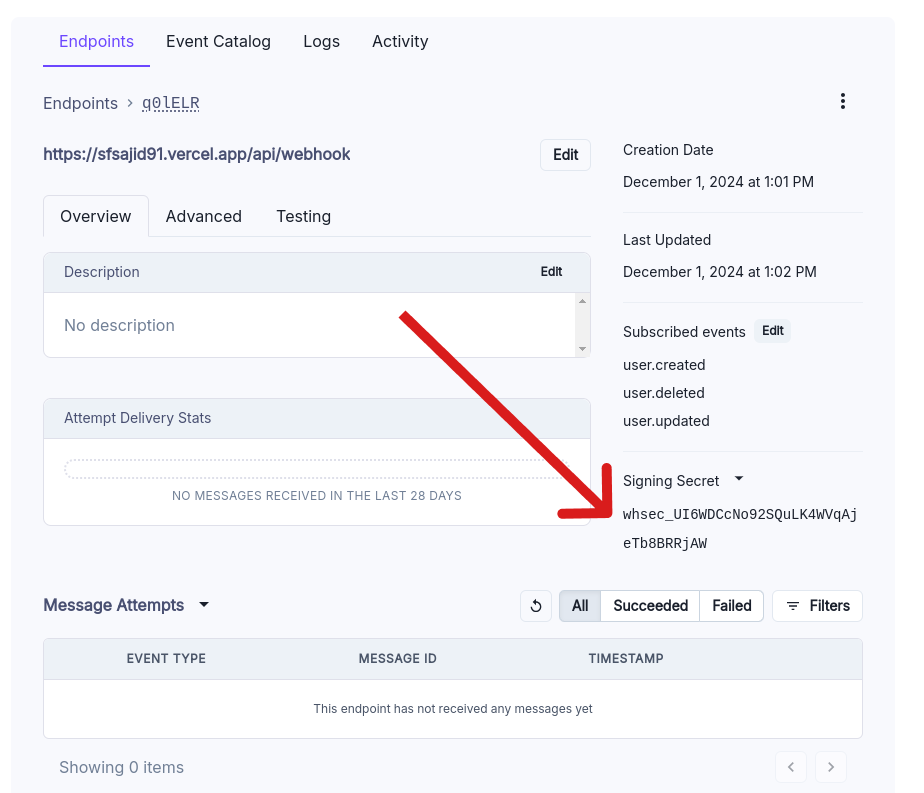 Endpoints Event Catalog Logs Activity
Endpoints > q0lELR
https://sfsajid91.vercel.app/api/webhook Edit
Overview Advanced Testing
Description Edit
No description
Attempt Delivery Stats
NO MESSAGES RECEIVED IN THE LAST 28 DAYS
Creation Date
December 1, 2024 at 1:01 PM
Last Updated
December 1, 2024 at 1:02 PM
Subscribed events Edit
user.created
user.deleted
user.updated
Signing Secret
whsec_UI6WDCcNo92SQuLK4WVqAj
eTb8BRRjAW
Message Attempts All Succeeded Failed Filters
EVENT TYPE MESSAGE ID TIMESTAMP
This endpoint has not received any messages yet
Showing 0 items